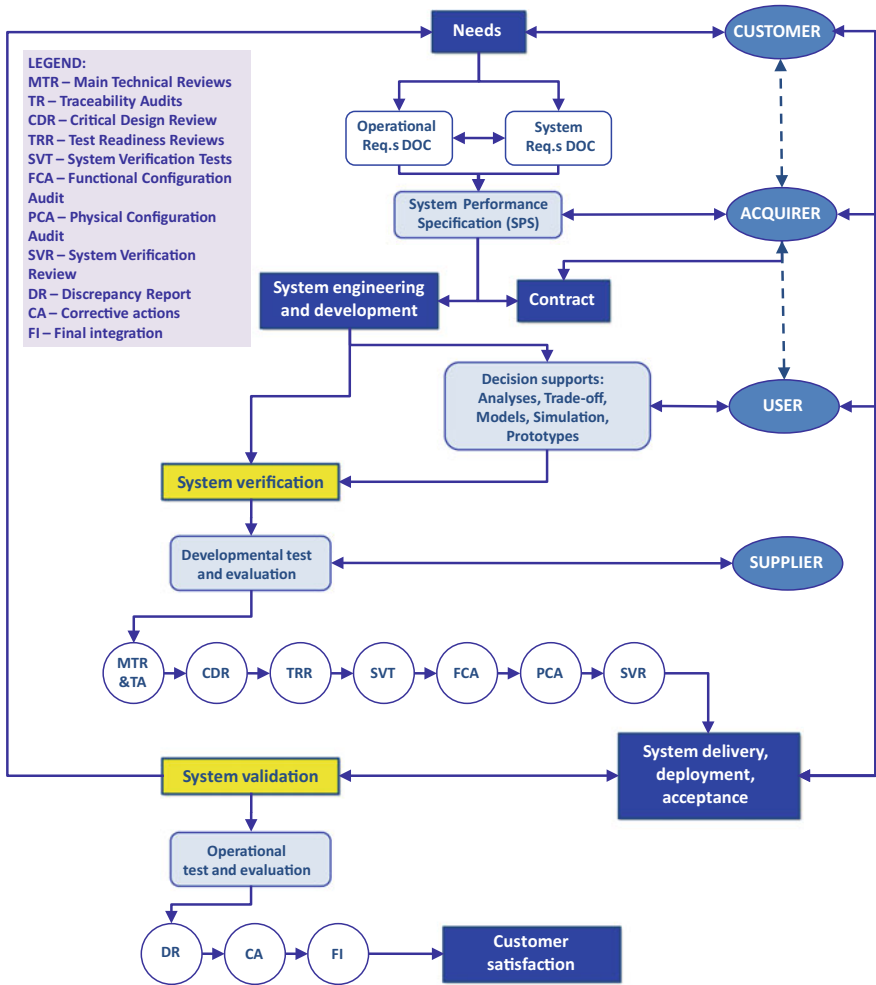 Needs
CUSTOMER
LEGEND:
MTR – Main Technical Reviews
TR – Traceability Audits
CDR – Critical Design Review
TRR – Test Readiness Reviews
SVT – System Verification Tests
FCA – Functional Configuration
Audit
PCA – Physical Configuration
Audit
SVR – System Verification
Review
DR – Discrepancy Report
CA – Corrective actions
FI – Final integration
Operational
Req.s DOC
System
Req.s DOC
System Performance
Specification (SPS)
ACQUIRER
System engineering
and development
Contract
Decision supports:
Analyses, Trade-off,
Models, Simulation,
Prototypes
USER
System verification
Developmental test
and evaluation
SUPPLIER
MTR
&TA
CDR
TRR
SVT
FCA
PCA
SVR
System delivery,
deployment,
acceptance
System validation
Operational
test and evaluation
DR
CA
FI
Customer
satisfaction